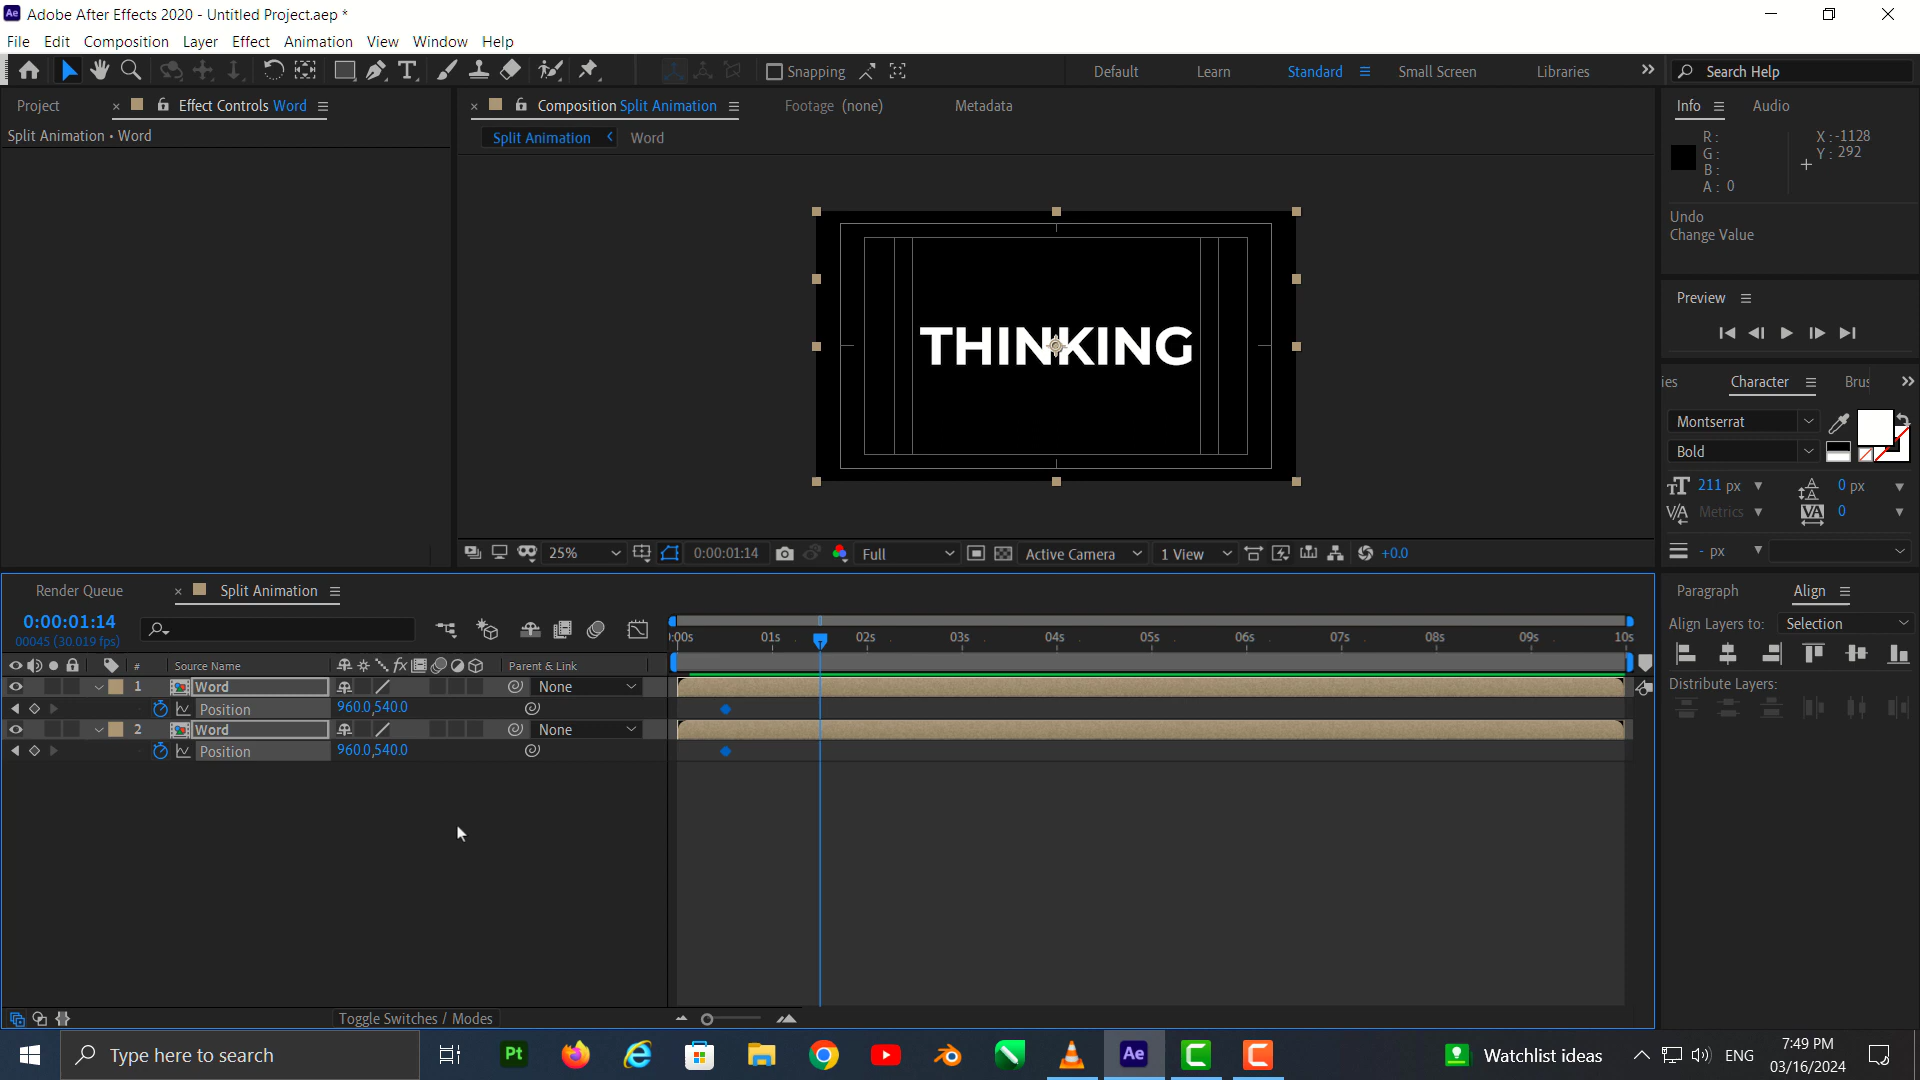 Adobe After Effects 2020 - Untitled Project.aep *
File Edit Composition Layer Effect Animation View Window Help
Snapping Default Learn Standard Small Screen Libraries Search Help
Project Effect Controls Word Composition Split Animation Footage (none) Metadata Info Audio
Split Animation • Word
Split Animation Word
R :
G :
B :
A : 0
X : -1128
Y : 292
Undo
Change Value
Preview
THINKING
ies Character Brus
Montserrat
Bold
211 px 0 px
Metrics 0
- px
25% 0:00:01:14 Full Active Camera 1 View +0.0
Render Queue Split Animation
Paragraph Align
0:00:01:14
00045 (30.019 fps)
Align Layers to: Selection
:00s 01s 02s 03s 04s 05s 06s 07s 08s 09s 10s
# Source Name Parent & Link
Distribute Layers:
1 Word None
Position 960.0,540.0
2 Word None
Position 960.0,540.0
Toggle Switches / Modes
Type here to search
Pt
Ae
Watchlist ideas
ENG
7:49 PM
03/16/2024